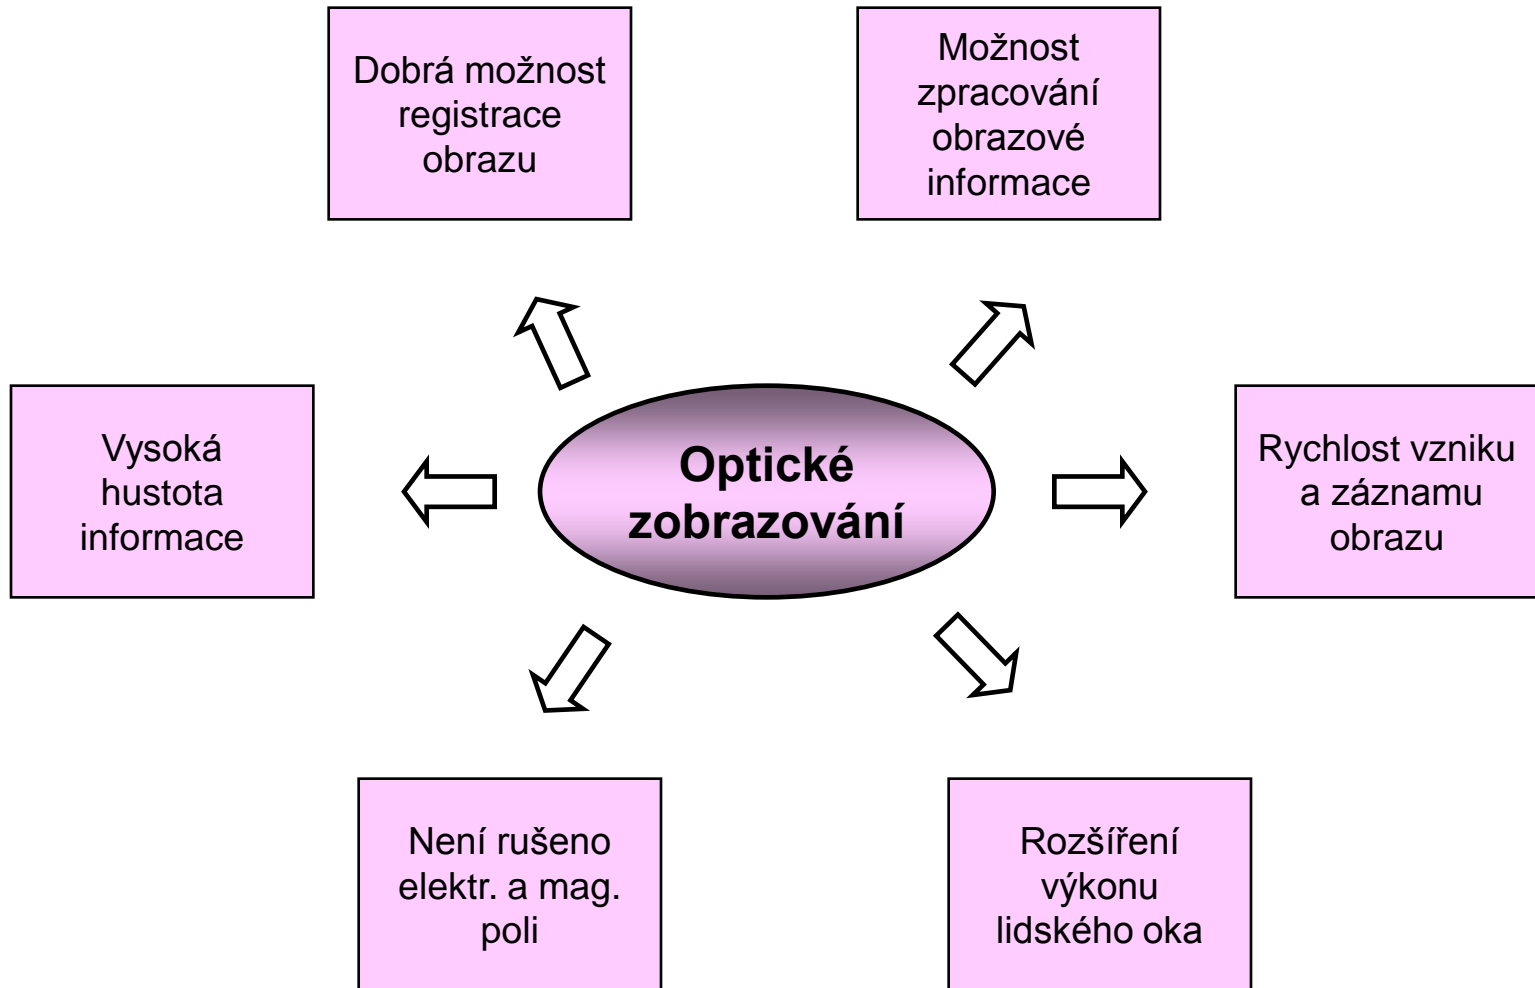 Dobrá možnost
registrace
obrazu
Možnost
zpracování
obrazové
informace
Vysoká
hustota
informace
Optické
zobrazování
Rychlost vzniku
a záznamu
obrazu
Není rušeno
elektr. a mag.
poli
Rozšíření
výkonu
lidského oka